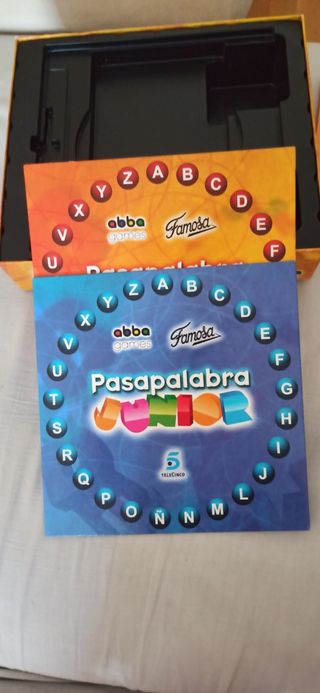 A
B
C
D
E
F
U
V
X
Y
Z
abba
games
Famosa
Pasapalabra
A
B
C
D
E
F
G
H
I
J
L
M
N
Ñ
O
P
Q
R
S
T
U
V
X
Y
Z
abba
games
Famosa
Pasapalabra
JUNIOR
5
TELECINCO